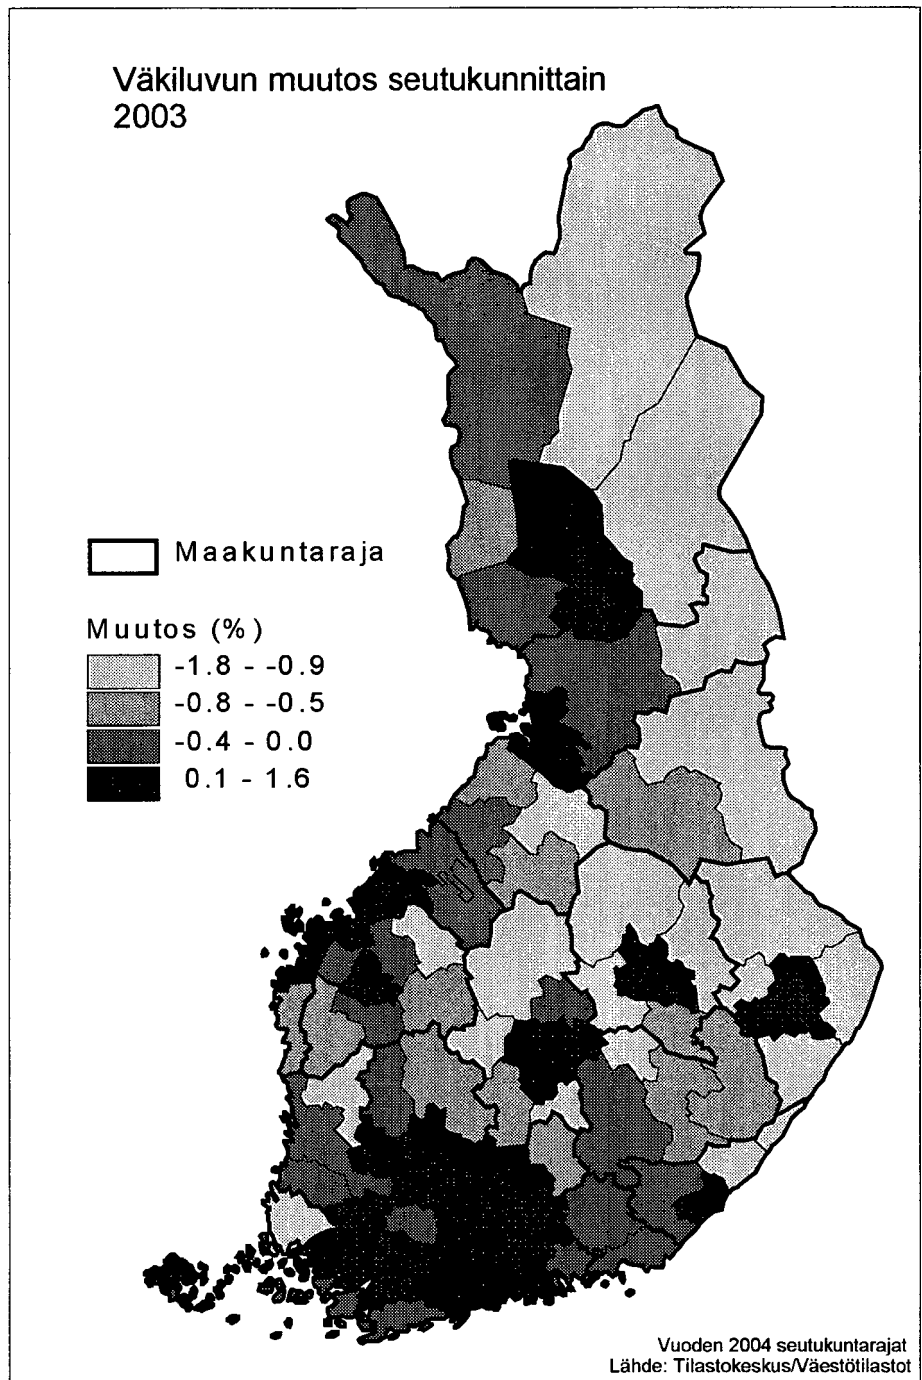 Väkiluvun muutos seutukunnittain
2003
Maakuntaraja
Muutos (%)
-1.8 - -0.9
-0.8 - -0.5
-0.4 - 0.0
0.1 - 1.6
Vuoden 2004 seutukuntarajat
Lähde: Tilastokeskus/Väestötilastot